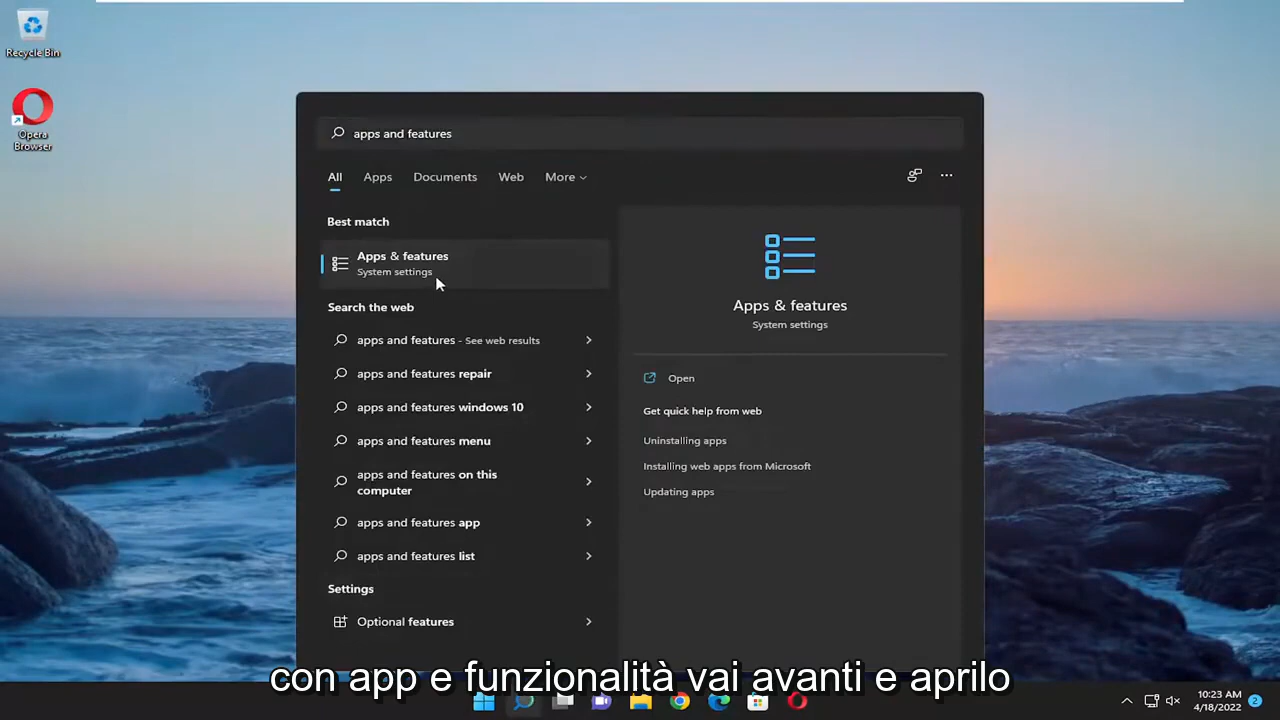 Recycle Bin
Opera
Browser
apps and features
All Apps Documents Web More
Best match
Apps & features
System settings
Search the web
apps and features - See web results
apps and features repair
apps and features windows 10
apps and features menu
apps and features on this
computer
apps and features app
apps and features list
Settings
Optional features
Apps & features
System settings
Open
Get quick help from web
Uninstalling apps
Installing web apps from Microsoft
Updating apps
con app e funzionalità vai avanti e aprilo
10:23 AM
4/18/2022
2